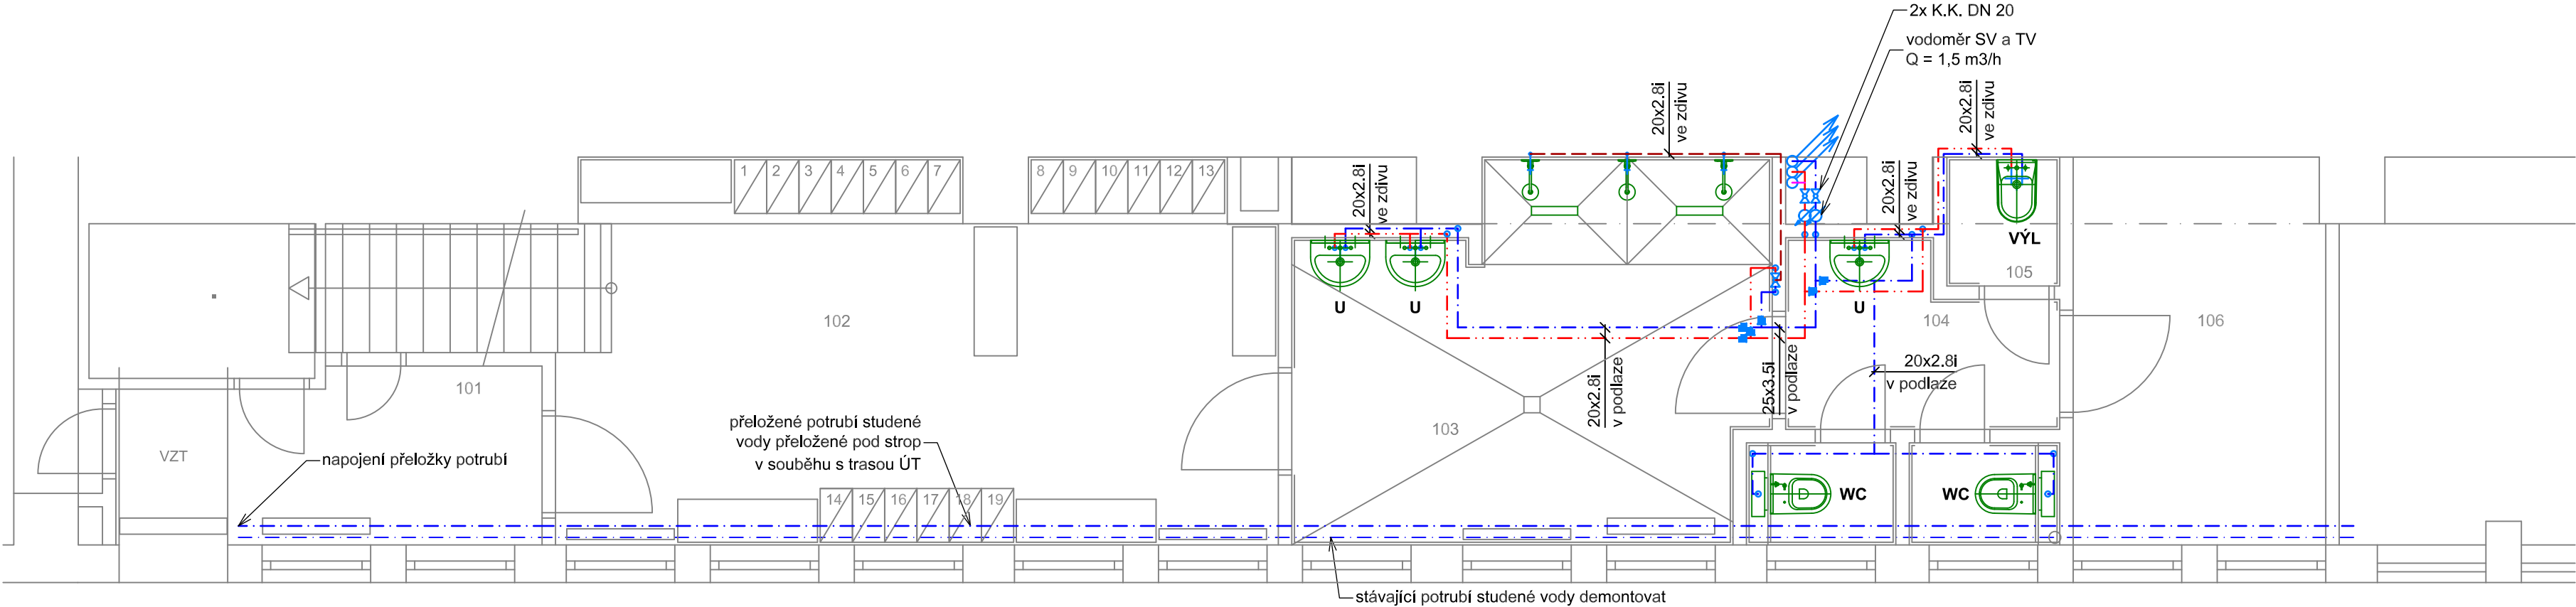 2x K.K. DN 20
vodoměr SV a TV
Q = 1,5 m3/h
20x2.8i
ve zdivu
20x2.8i
ve zdivu
20x2.8i
ve zdivu
20x2.8i
ve zdivu
1 2 3 4 5 6 7
8 9 10 11 12 13
VÝL
105
U
U
U
102
104
106
101
20x2.8i
v podlaze
20x2.8i
v podlaze
25x3.5i
v podlaze
103
přeložené potrubí studené
vody přeložené pod strop
v souběhu s trasou ÚT
VZT
napojení přeložky potrubí
14 15 16 17 18 19
WC
WC
stávající potrubí studené vody demontovat